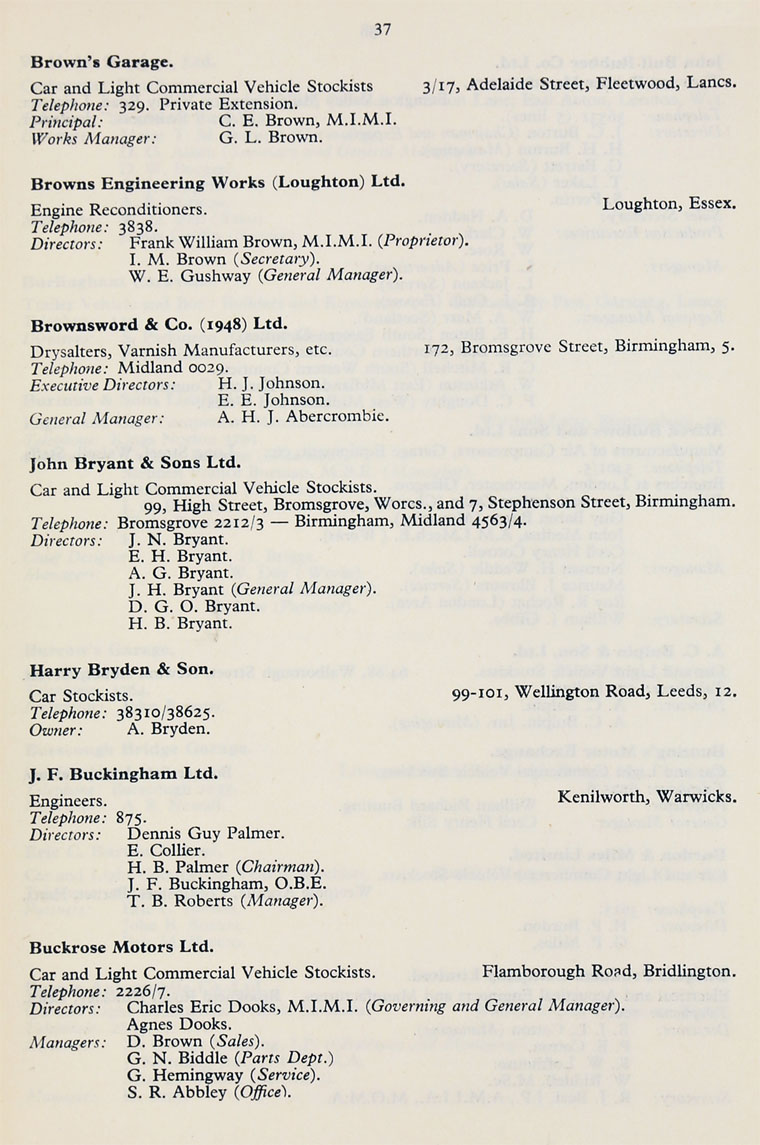 37
Brown's Garage.
Car and Light Commercial Vehicle Stockists 3/17, Adelaide Street, Fleetwood, Lancs.
Telephone: 329. Private Extension.
Principal: C. E. Brown, M.I.M.I.
Works Manager: G. L. Brown.
Browns Engineering Works (Loughton) Ltd.
Engine Reconditioners. Loughton, Essex.
Telephone: 3838.
Directors: Frank William Brown, M.I.M.I. (Proprietor).
I. M. Brown (Secretary).
W. E. Gushway (General Manager).
Brownsword & Co. (1948) Ltd.
Drysalters, Varnish Manufacturers, etc. 172, Bromsgrove Street, Birmingham, 5.
Telephone: Midland 0029.
Executive Directors: H. J. Johnson.
E. E. Johnson.
General Manager: A. H. J. Abercrombie.
John Bryant & Sons Ltd.
Car and Light Commercial Vehicle Stockists.
99, High Street, Bromsgrove, Worcs., and 7, Stephenson Street, Birmingham.
Telephone: Bromsgrove 2212/3 — Birmingham, Midland 4563/4.
Directors: J. N. Bryant.
E. H. Bryant.
A. G. Bryant.
J. H. Bryant (General Manager).
D. G. O. Bryant.
H. B. Bryant.
Harry Bryden & Son.
Car Stockists. 99-101, Wellington Road, Leeds, 12.
Telephone: 38310/38625.
Owner: A. Bryden.
J. F. Buckingham Ltd.
Engineers. Kenilworth, Warwicks.
Telephone: 875.
Directors: Dennis Guy Palmer.
E. Collier.
H. B. Palmer (Chairman).
J. F. Buckingham, O.B.E.
T. B. Roberts (Manager).
Buckrose Motors Ltd.
Car and Light Commercial Vehicle Stockists. Flamborough Road, Bridlington.
Telephone: 2226/7.
Directors: Charles Eric Dooks, M.I.M.I. (Governing and General Manager).
Agnes Dooks.
Managers: D. Brown (Sales).
G. N. Biddle (Parts Dept.)
G. Hemingway (Service).
S. R. Abbley (Office).